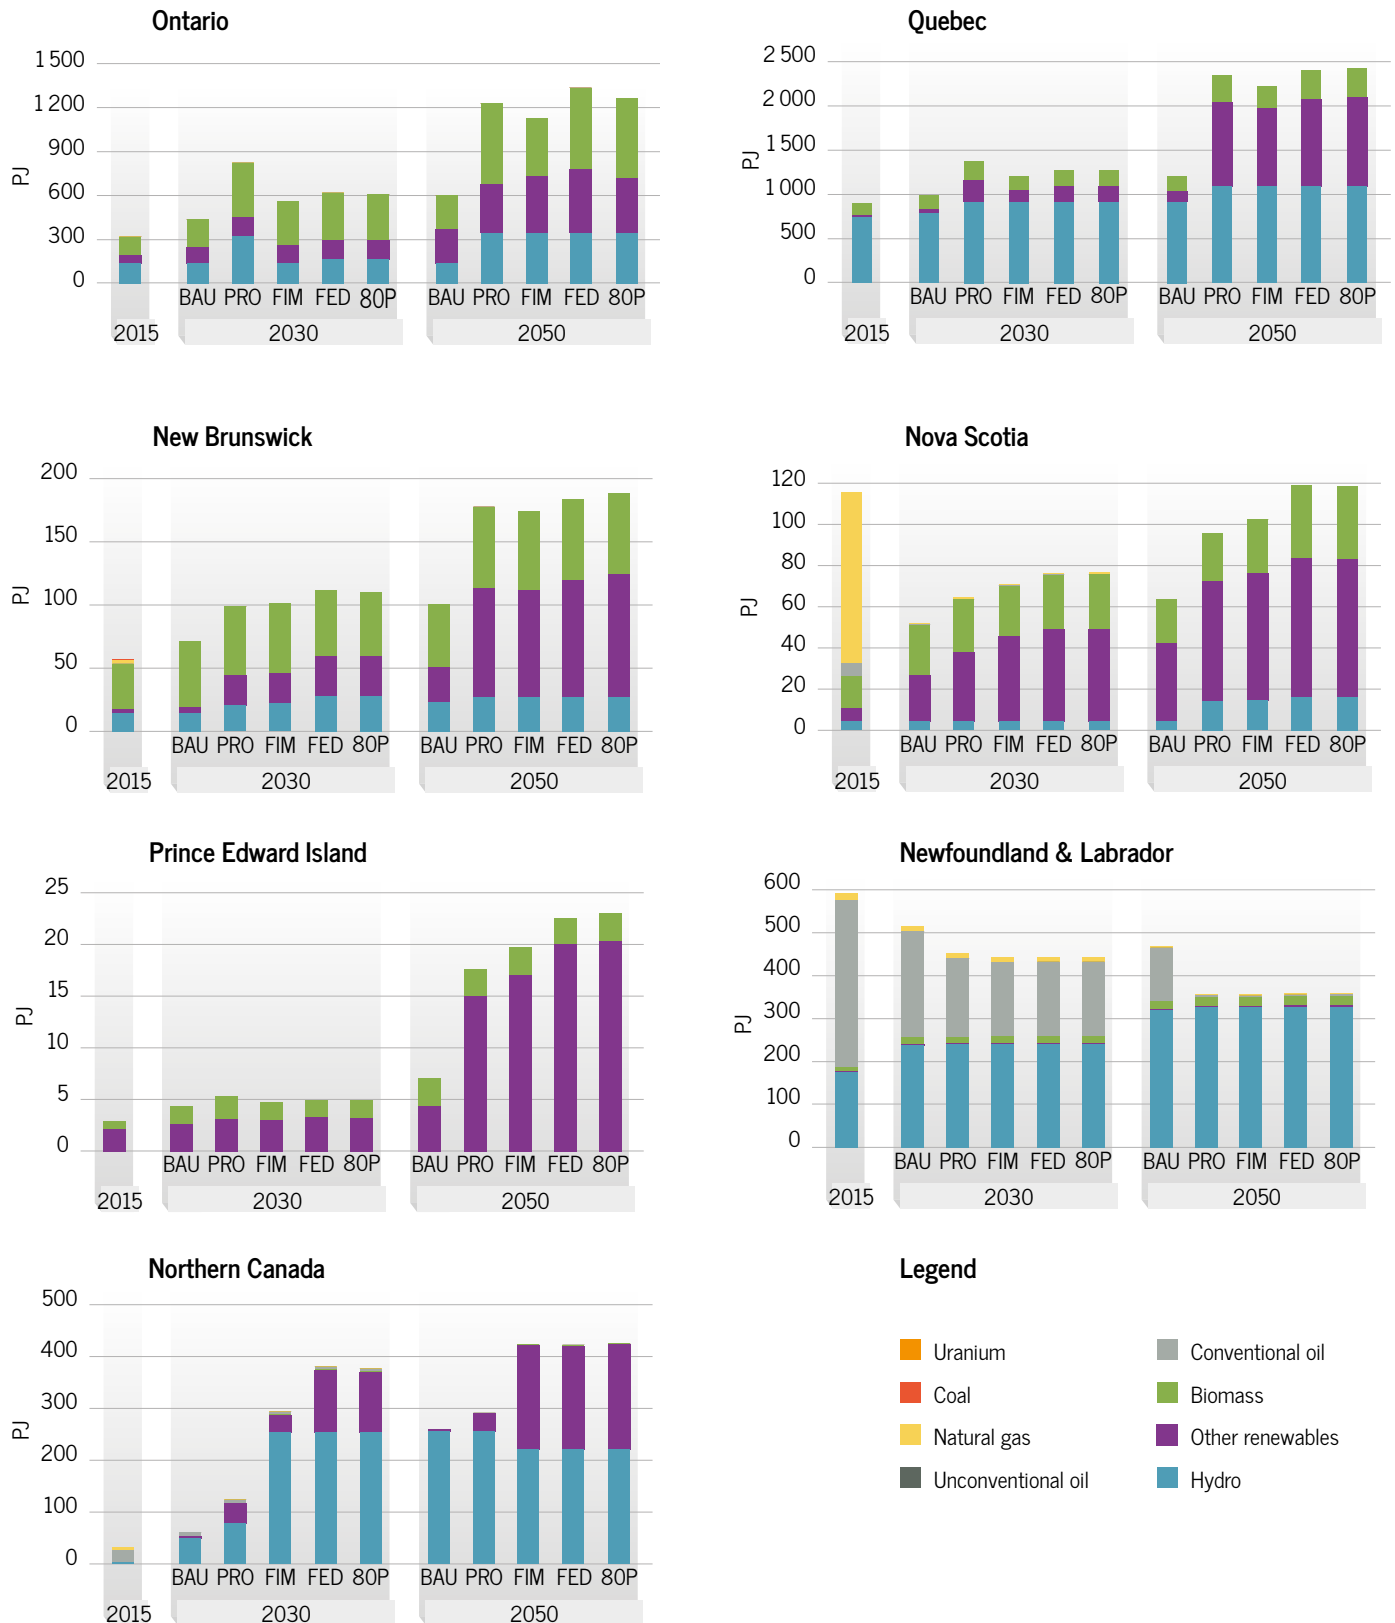 Ontario
1 500
1 200
900
600
300
0
PJ
BAU PRO FIM FED 80P
BAU PRO FIM FED 80P
2015 2030 2050
Quebec
2 500
2 000
1 500
1 000
500
0
BAU PRO FIM FED 80P
BAU PRO FIM FED 80P
2015 2030 2050
New Brunswick
200
150
100
50
0
PJ
BAU PRO FIM FED 80P
BAU PRO FIM FED 80P
2015 2030 2050
Nova Scotia
120
100
80
60
40
20
0
BAU PRO FIM FED 80P
BAU PRO FIM FED 80P
2015 2030 2050
Prince Edward Island
25
20
15
10
5
0
PJ
BAU PRO FIM FED 80P
BAU PRO FIM FED 80P
2015 2030 2050
Newfoundland & Labrador
600
500
400
300
200
100
0
PJ
BAU PRO FIM FED 80P
BAU PRO FIM FED 80P
2015 2030 2050
Northern Canada
500
400
300
200
100
0
PJ
BAU PRO FIM FED 80P
BAU PRO FIM FED 80P
2015 2030 2050
Legend
Uranium
Coal
Natural gas
Unconventional oil
Conventional oil
Biomass
Other renewables
Hydro